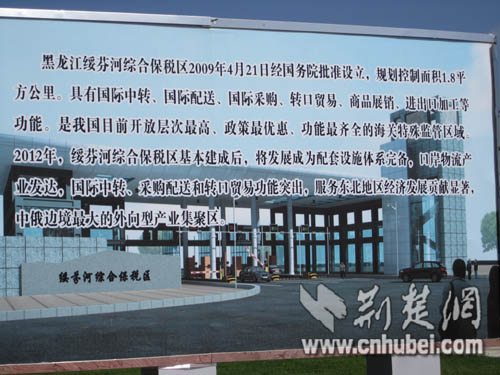 黑龙江绥芬河综合保税区2009年4月21日经国务院批准设立，规划控制面积1.8平
方公里。具有国际中转、国际配送、国际采购、转口贸易、商品展销、进出口加工等
功能。是我国目前开放层次最高、政策最优惠、功能最齐全的海关特殊监管区域。
2012年，绥芬河综合保税区基本建成后，将发展成为配套设施体系完备，口岸物流产
业发达，国际中转、采购配送和转口贸易功能突出，服务东北地区经济发展贡献显著，
中俄边境最大的外向型产业集聚区。
绥芬河综合保税区
荆楚網
www.cnhubei.com